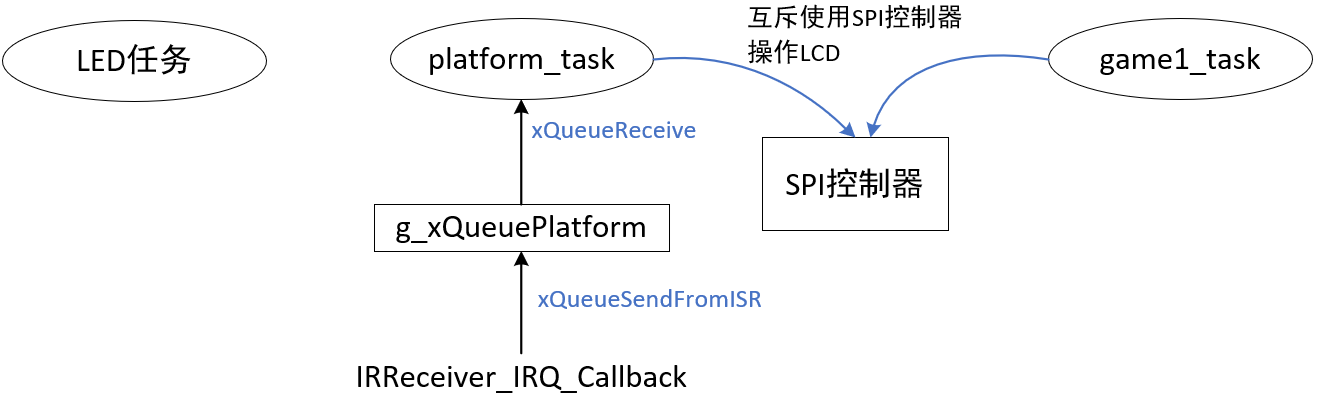 互斥使用SPI控制器
操作LCD
LED任务
platform_task
game1_task
xQueueReceive
SPI控制器
g_xQueuePlatform
xQueueSendFromISR
IRReceiver_IRQ_Callback